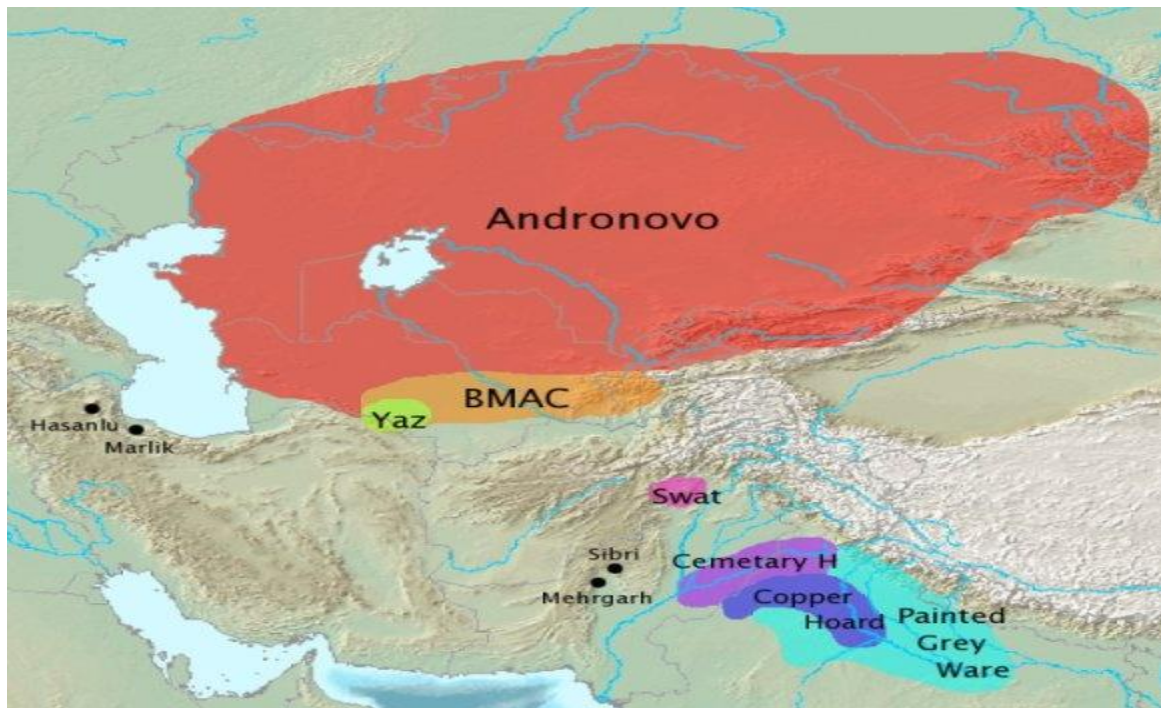 Andronovo
BMAC
Yaz
Hasanlu
Marlik
Swat
Sibri
Mehrgarh
Cemetary H
Copper
Hoard
Painted
Grey
Ware